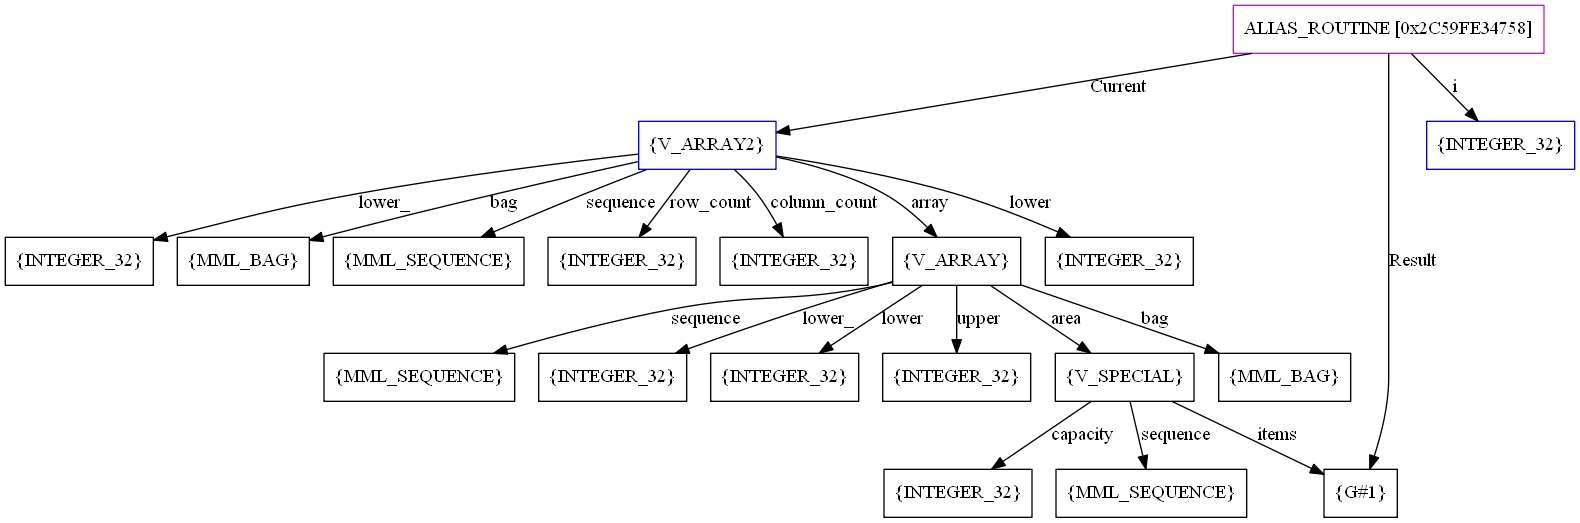 ALIAS_ROUTINE [0x2C59FE34758]
Current
i
{V_ARRAY2}
{INTEGER_32}
lower_
bag
sequence
row_count
column_count
array
lower
{INTEGER_32}
{MML_BAG}
{MML_SEQUENCE}
{INTEGER_32}
{INTEGER_32}
{V_ARRAY}
{INTEGER_32}
Result
sequence
lower_
lower
upper
area
bag
{MML_SEQUENCE}
{INTEGER_32}
{INTEGER_32}
{INTEGER_32}
{V_SPECIAL}
{MML_BAG}
capacity
sequence
items
{INTEGER_32}
{MML_SEQUENCE}
{G#1}